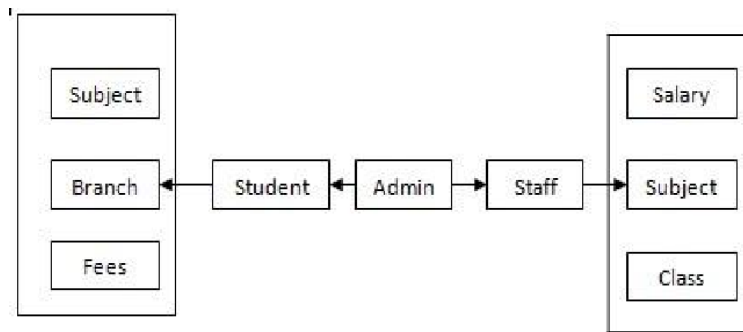 Subject
Branch
Fees
Student
Admin
Staff
Salary
Subject
Class